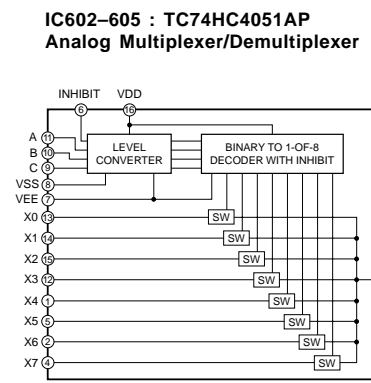 IC602–605 : TC74HC4051AP
Analog Multiplexer/Demultiplexer
INHIBIT VDD
6 16
A 11
B 10
C 9
VSS 8
VEE 7
LEVEL
CONVERTER
BINARY TO 1-OF-8
DECODER WITH INHIBIT
X0 13 SW
X1 14 SW
X2 15 SW
X3 12 SW
X4 1 SW
X5 5 SW
X6 2 SW
X7 4 SW